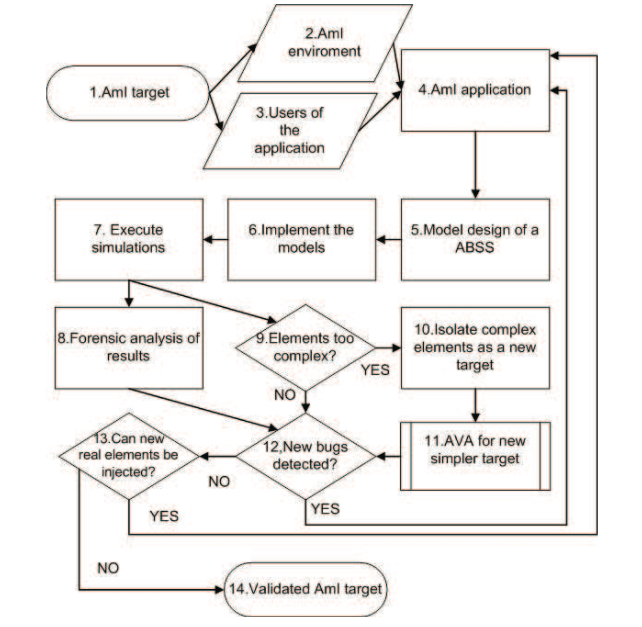 2.AmI
enviroment
1.AmI target
4.AmI application
3.Users of
the
application
7. Execute
simulations
6.Implement the
models
5.Model design of a
ABSS
8.Forensic analysis of
results
9.Elements too
complex?
10.Isolate complex
elements as a new
target
YES
NO
13.Can new
real elements be
injected?
12,New bugs
detected?
11.AVA for new
simpler target
NO
YES
YES
NO
14.Validated AmI target